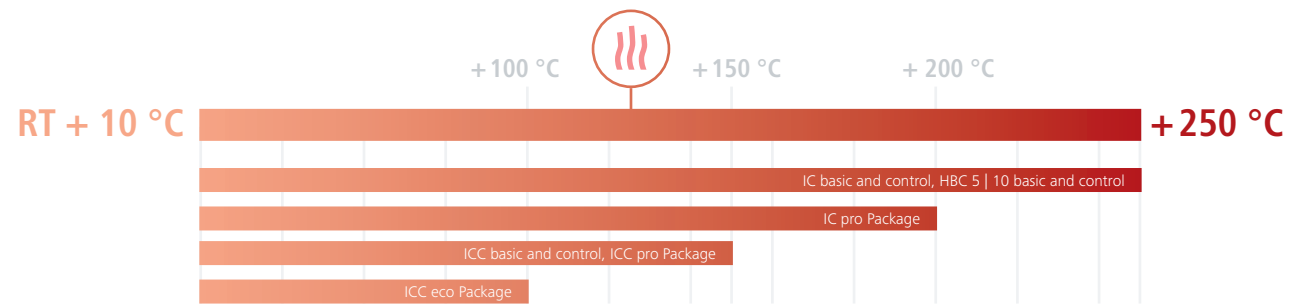 +100 °C
+150 °C
+ 200 °C
RT + 10 °C
+250 °C
IC basic and control, HBC 5 | 10 basic and control
IC pro Package
ICC basic and control, ICC pro Package
ICC eco Package